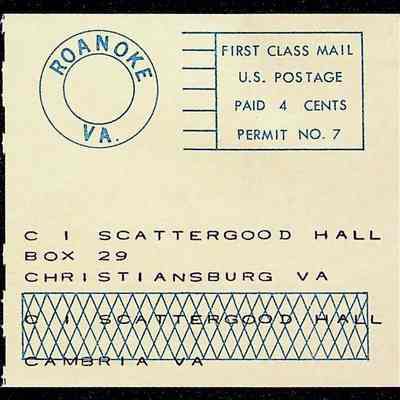 ROANOKE
VA.
FIRST CLASS MAIL
U.S. POSTAGE
PAID 4 CENTS
PERMIT NO. 7
C I SCATTERGOOD HALL
BOX 29
CHRISTIANSBURG VA
C I SCATTERGOOD HALL
CAMBRIA VA